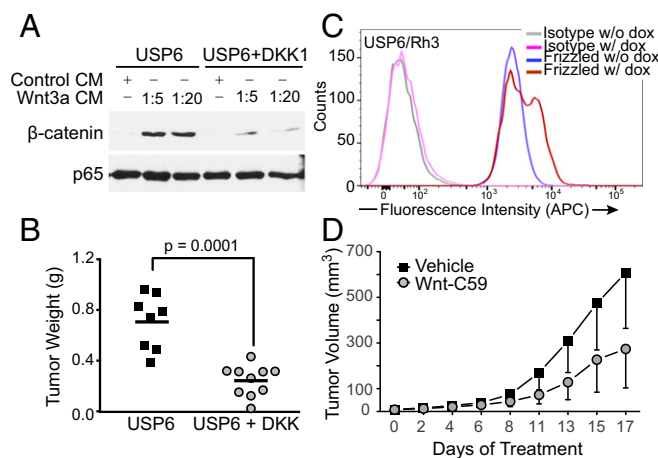 A
USP6 USP6+DKK1
Control CM + – – + – –
Wnt3a CM – 1:5 1:20 – 1:5 1:20
β-catenin
p65
B
p = 0.0001
Tumor Weight (g)
1.2
0.8
0.4
0.0
USP6 USP6 + DKK
C
USP6/Rh3
Isotype w/o dox
Isotype w/ dox
Frizzled w/o dox
Frizzled w/ dox
Counts
150
100
50
0
0 10² 10³ 10⁴ 10⁵
Fluorescence Intensity (APC)
D
Tumor Volume (mm³)
700
500
300
100
0
Vehicle
Wnt-C59
0 2 4 6 8 11 13 15 17
Days of Treatment